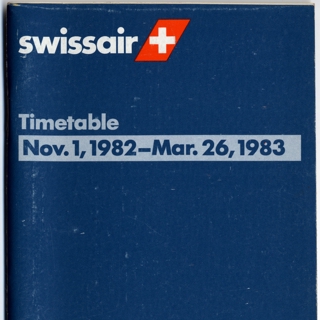 swissair
Timetable
Nov. 1, 1982–Mar. 26, 1983